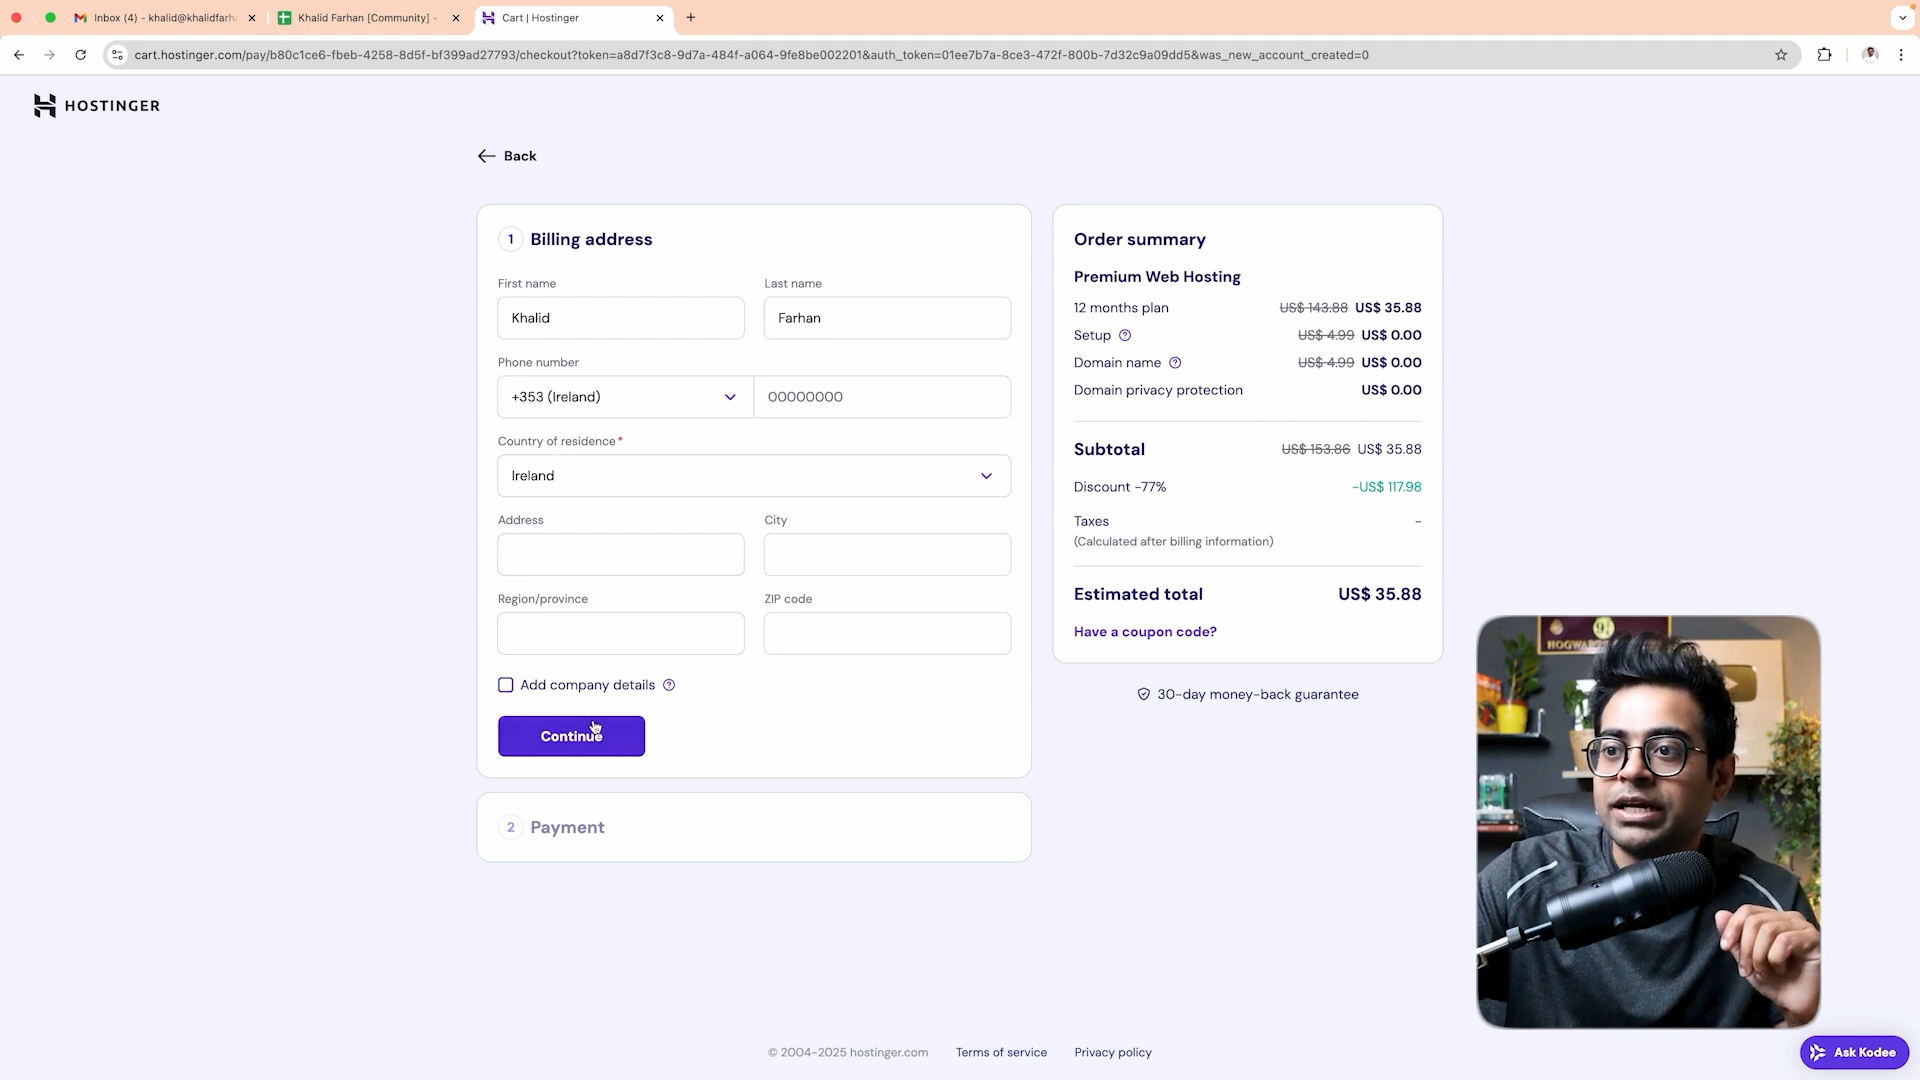 Inbox (4) - khalid@khalidfarh
Khalid Farhan [Community] -
Cart | Hostinger
cart.hostinger.com/pay/b80c1ce6-fbeb-4258-8d5f-bf399ad27793/checkout?token=a8d7f3c8-9d7a-484f-a064-9fe8be002201&auth_token=01ee7b7a-8ce3-472f-800b-7d32c9a09dd5&was_new_account_created=0
HOSTINGER
Back
1 Billing address
First name
Last name
Khalid
Farhan
Phone number
+353 (Ireland)
00000000
Country of residence*
Ireland
Address
City
Region/province
ZIP code
Add company details
Continue
2 Payment
Order summary
Premium Web Hosting
12 months plan US$ 143.88 US$ 35.88
Setup US$ 4.99 US$ 0.00
Domain name US$ 4.99 US$ 0.00
Domain privacy protection US$ 0.00
Subtotal US$ 153.86 US$ 35.88
Discount -77% -US$ 117.98
Taxes -
(Calculated after billing information)
Estimated total US$ 35.88
Have a coupon code?
30-day money-back guarantee
© 2004-2025 hostinger.com
Terms of service
Privacy policy
Ask Kodee